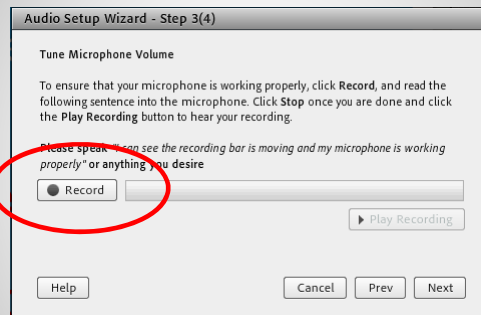 Audio Setup Wizard - Step 3(4)
Tune Microphone Volume
To ensure that your microphone is working properly, click Record, and read the
following sentence into the microphone. Click Stop once you are done and click
the Play Recording button to hear your recording.
Please speak "I can see the recording bar is moving and my microphone is working
properly" or anything you desire
Record
Play Recording
Help Cancel Prev Next